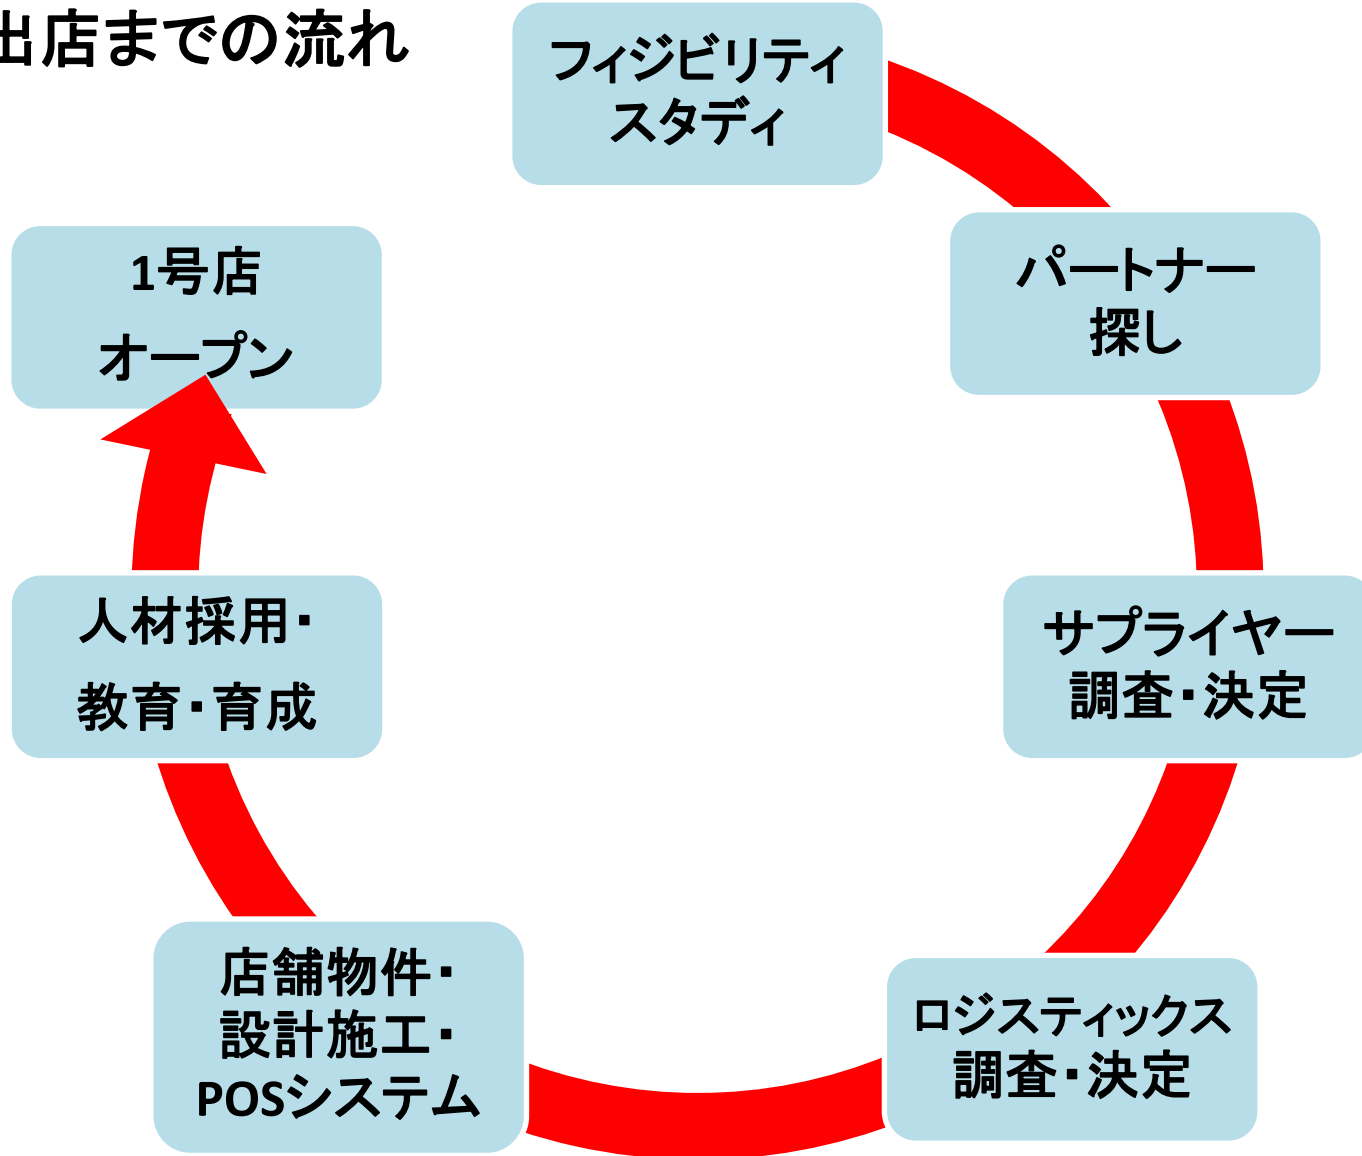 出店までの流れ
フィジビリティ
スタディ
パートナー
探し
サプライヤー
調査・決定
ロジスティックス
調査・決定
店舗物件・
設計施工・
POSシステム
人材採用・
教育・育成
1号店
オープン